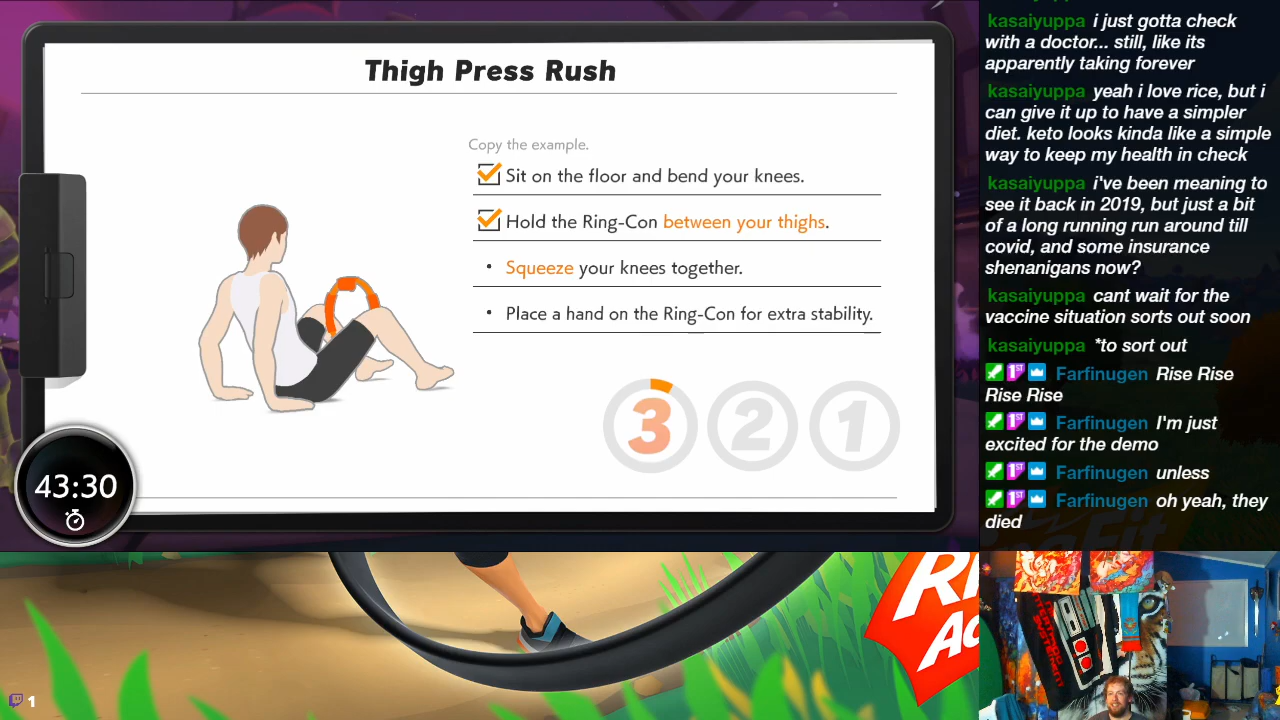 Thigh Press Rush
Copy the example.
Sit on the floor and bend your knees.
Hold the Ring-Con between your thighs.
• Squeeze your knees together.
• Place a hand on the Ring-Con for extra stability.
3 2 1
43:30
1
kasaiyuppa i just gotta check
with a doctor... still, like its
apparently taking forever
kasaiyuppa yeah i love rice, but i
can give it up to have a simpler
diet. keto looks kinda like a simple
way to keep my health in check
kasaiyuppa i've been meaning to
see it back in 2019, but just a bit
of a long running run around till
covid, and some insurance
shenanigans now?
kasaiyuppa cant wait for the
vaccine situation sorts out soon
kasaiyuppa *to sort out
1ST Farfinugen Rise Rise
Rise Rise
1ST Farfinugen I'm just
excited for the demo
1ST Farfinugen unless
1ST Farfinugen oh yeah, they
died